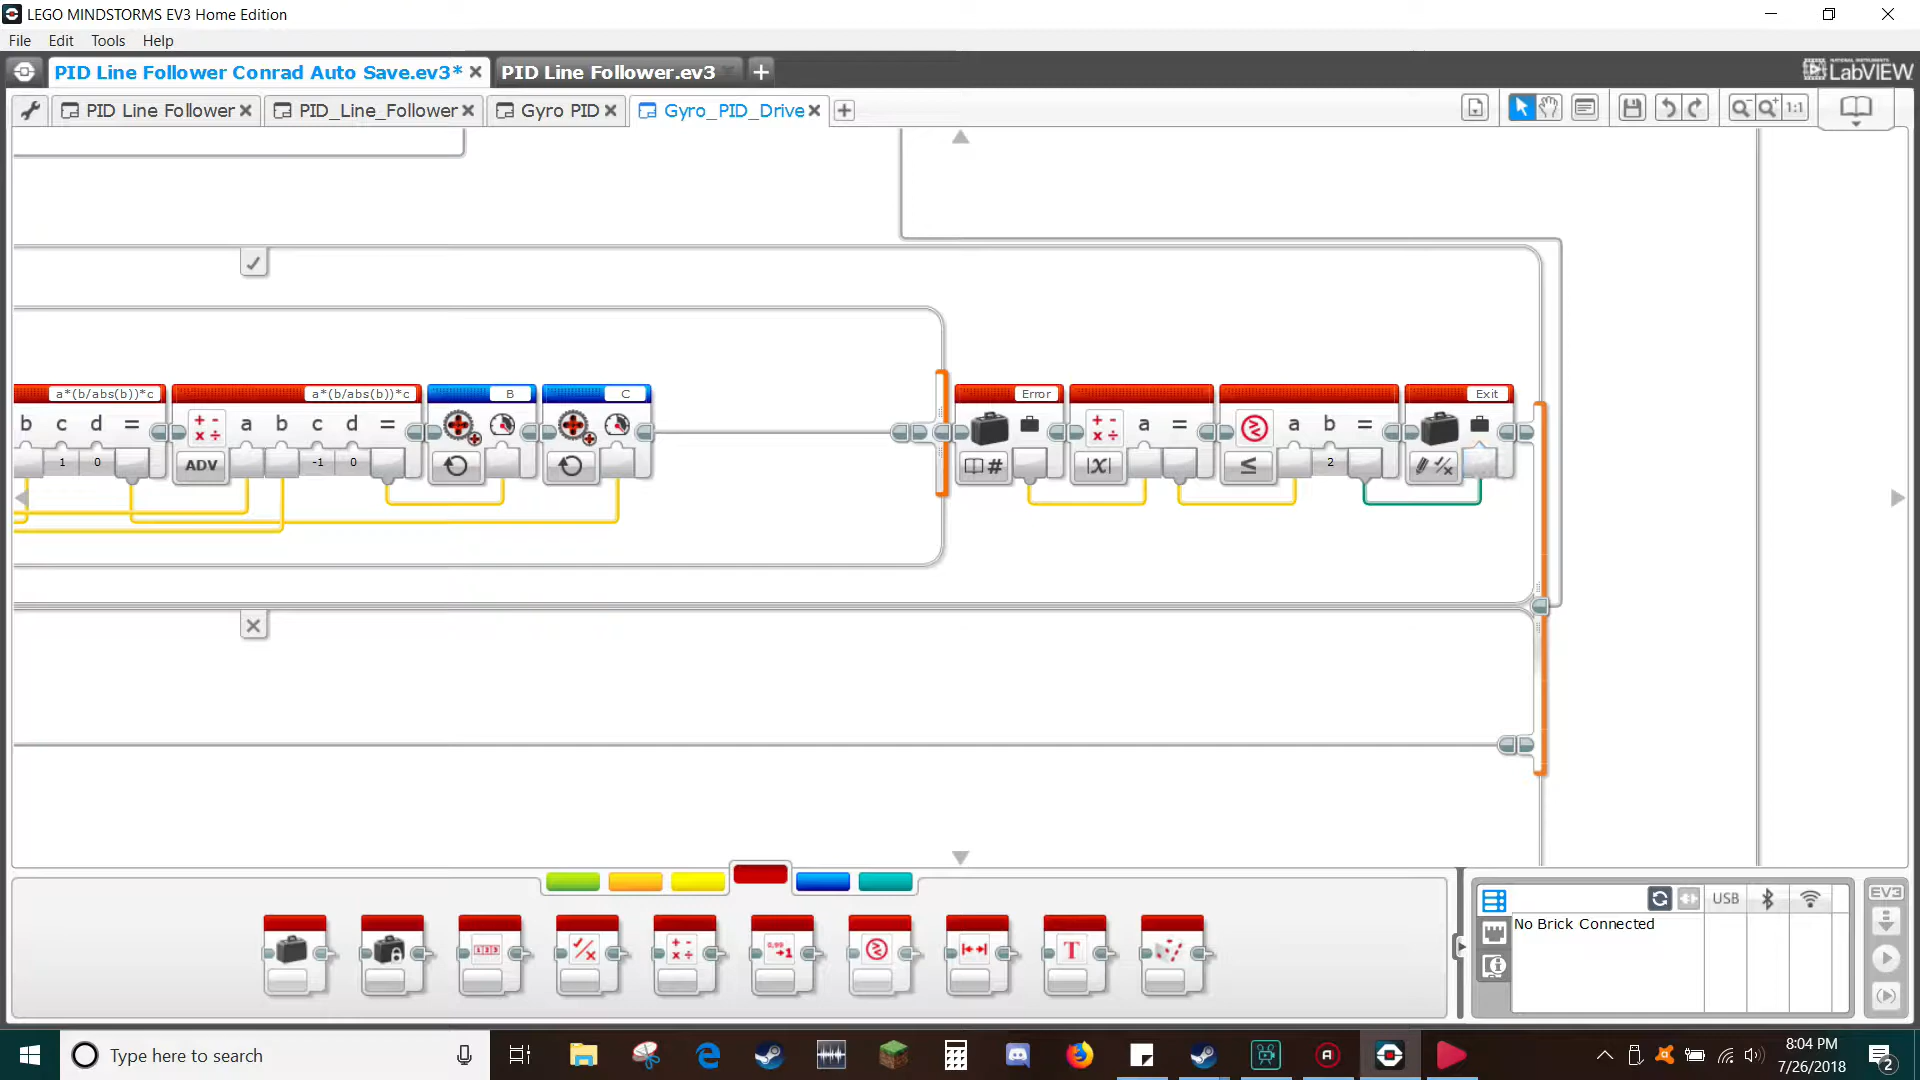 LEGO MINDSTORMS EV3 Home Edition
File Edit Tools Help
PID Line Follower Conrad Auto Save.ev3* PID Line Follower.ev3
LabVIEW
PID Line Follower PID_Line_Follower Gyro PID Gyro_PID_Drive
1:1
a*(b/abs(b))*c a*(b/abs(b))*c B C Error Exit
b c d = a b c d = a = a b =
1 0 ADV -1 0 # |X| ≤ 2
EV3
USB
No Brick Connected
T
Type here to search
8:04 PM
7/26/2018
2